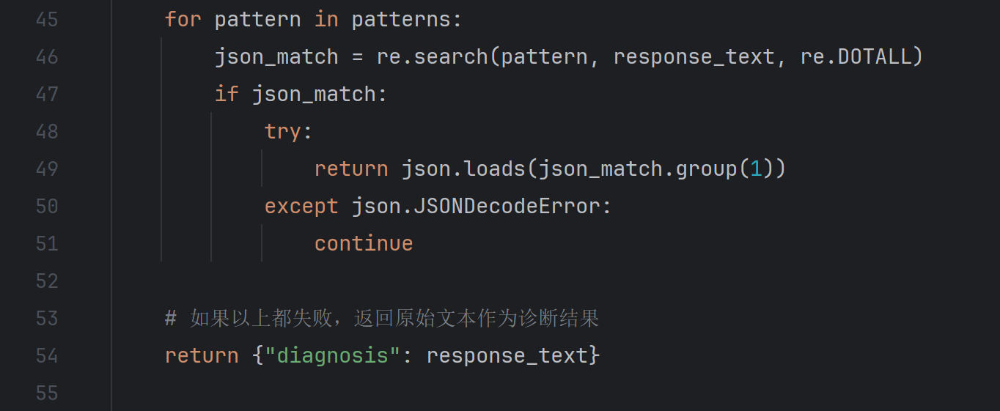 45 for pattern in patterns:
46 json_match = re.search(pattern, response_text, re.DOTALL)
47 if json_match:
48 try:
49 return json.loads(json_match.group(1))
50 except json.JSONDecodeError:
51 continue
52
53 # 如果以上都失败，返回原始文本作为诊断结果
54 return {"diagnosis": response_text}
55